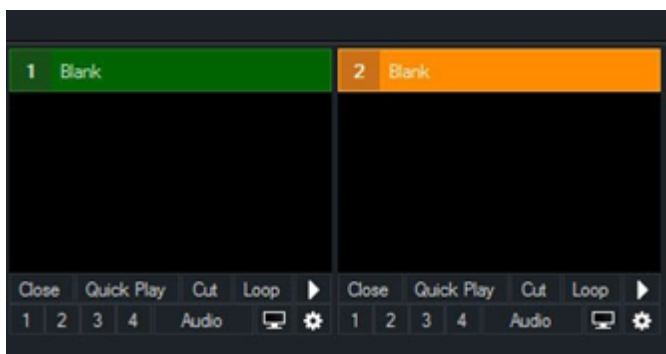 1 Blank 2 Blank
Close Quick Play Cut Loop Close Quick Play Cut Loop
1 2 3 4 Audio 1 2 3 4 Audio